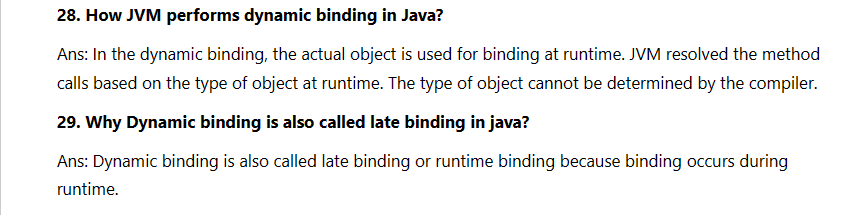 28. How JVM performs dynamic binding in Java?
Ans: In the dynamic binding, the actual object is used for binding at runtime. JVM resolved the method
calls based on the type of object at runtime. The type of object cannot be determined by the compiler.
29. Why Dynamic binding is also called late binding in java?
Ans: Dynamic binding is also called late binding or runtime binding because binding occurs during
runtime.